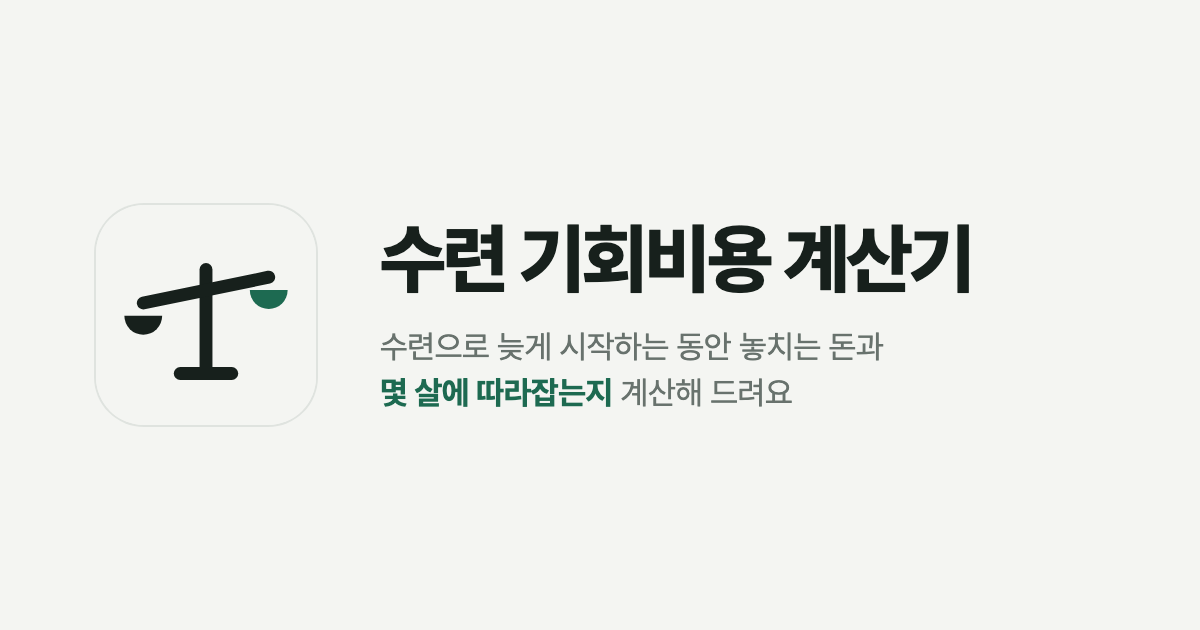 수련 기회비용 계산기
수련으로 늦게 시작하는 동안 놓치는 돈과
몇 살에 따라잡는지 계산해 드려요